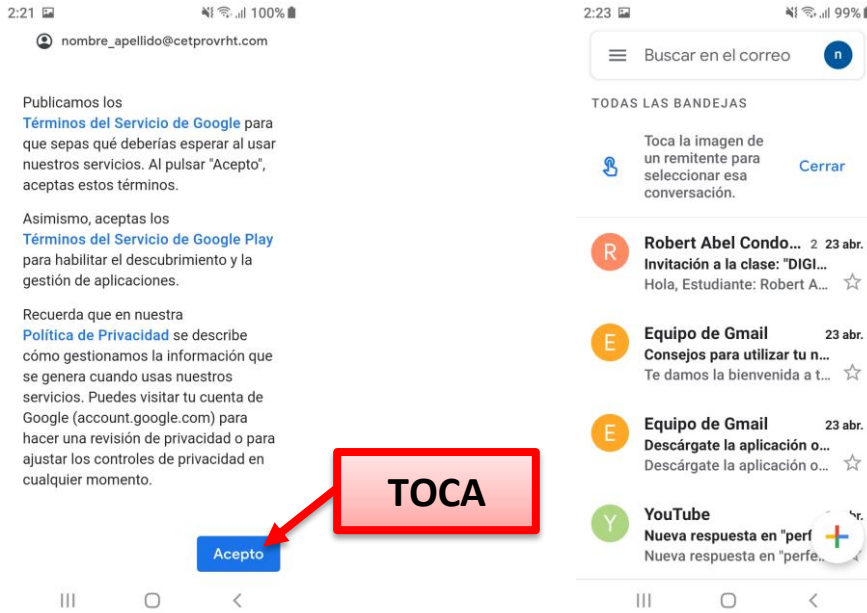 2:21 100%
nombre_apellido@cetprovrht.com
Publicamos los
Términos del Servicio de Google para
que sepas qué deberías esperar al usar
nuestros servicios. Al pulsar "Acepto",
aceptas estos términos.
Asimismo, aceptas los
Términos del Servicio de Google Play
para habilitar el descubrimiento y la
gestión de aplicaciones.
Recuerda que en nuestra
Política de Privacidad se describe
cómo gestionamos la información que
se genera cuando usas nuestros
servicios. Puedes visitar tu cuenta de
Google (account.google.com) para
hacer una revisión de privacidad o para
ajustar los controles de privacidad en
cualquier momento.
Acepto
TOCA
2:23 99%
Buscar en el correo n
TODAS LAS BANDEJAS
Toca la imagen de
un remitente para
seleccionar esa
conversación.
Cerrar
R Robert Abel Condo... 2 23 abr.
Invitación a la clase: "DIGI...
Hola, Estudiante: Robert A...
E Equipo de Gmail 23 abr.
Consejos para utilizar tu n...
Te damos la bienvenida a t...
E Equipo de Gmail 23 abr.
Descárgate la aplicación o...
Descárgate la aplicación o...
Y YouTube
Nueva respuesta en "perf
Nueva respuesta en "perfe...